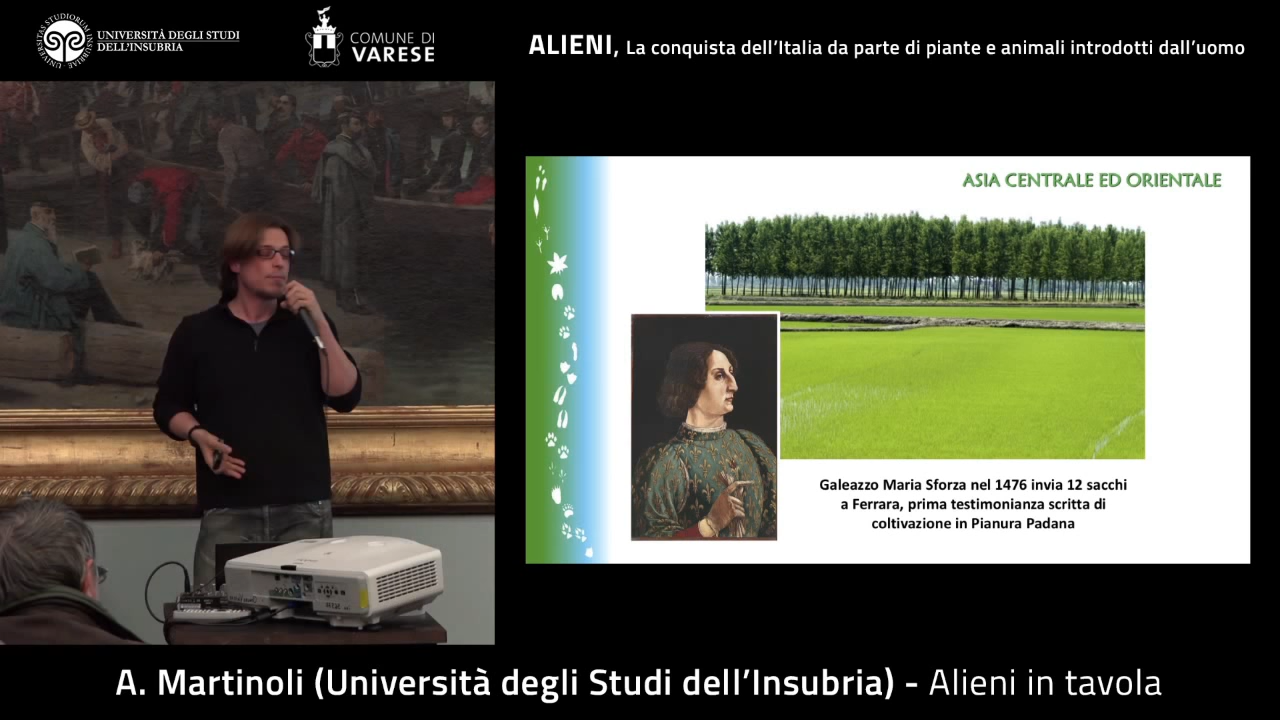 UNIVERSITÀ DEGLI STUDI
DELL'INSUBRIA
COMUNE DI
VARESE
ALIENI, La conquista dell'Italia da parte di piante e animali introdotti dall'uomo
ASIA CENTRALE ED ORIENTALE
Galeazzo Maria Sforza nel 1476 invia 12 sacchi
a Ferrara, prima testimonianza scritta di
coltivazione in Pianura Padana
A. Martinoli (Università degli Studi dell'Insubria) - Alieni in tavola